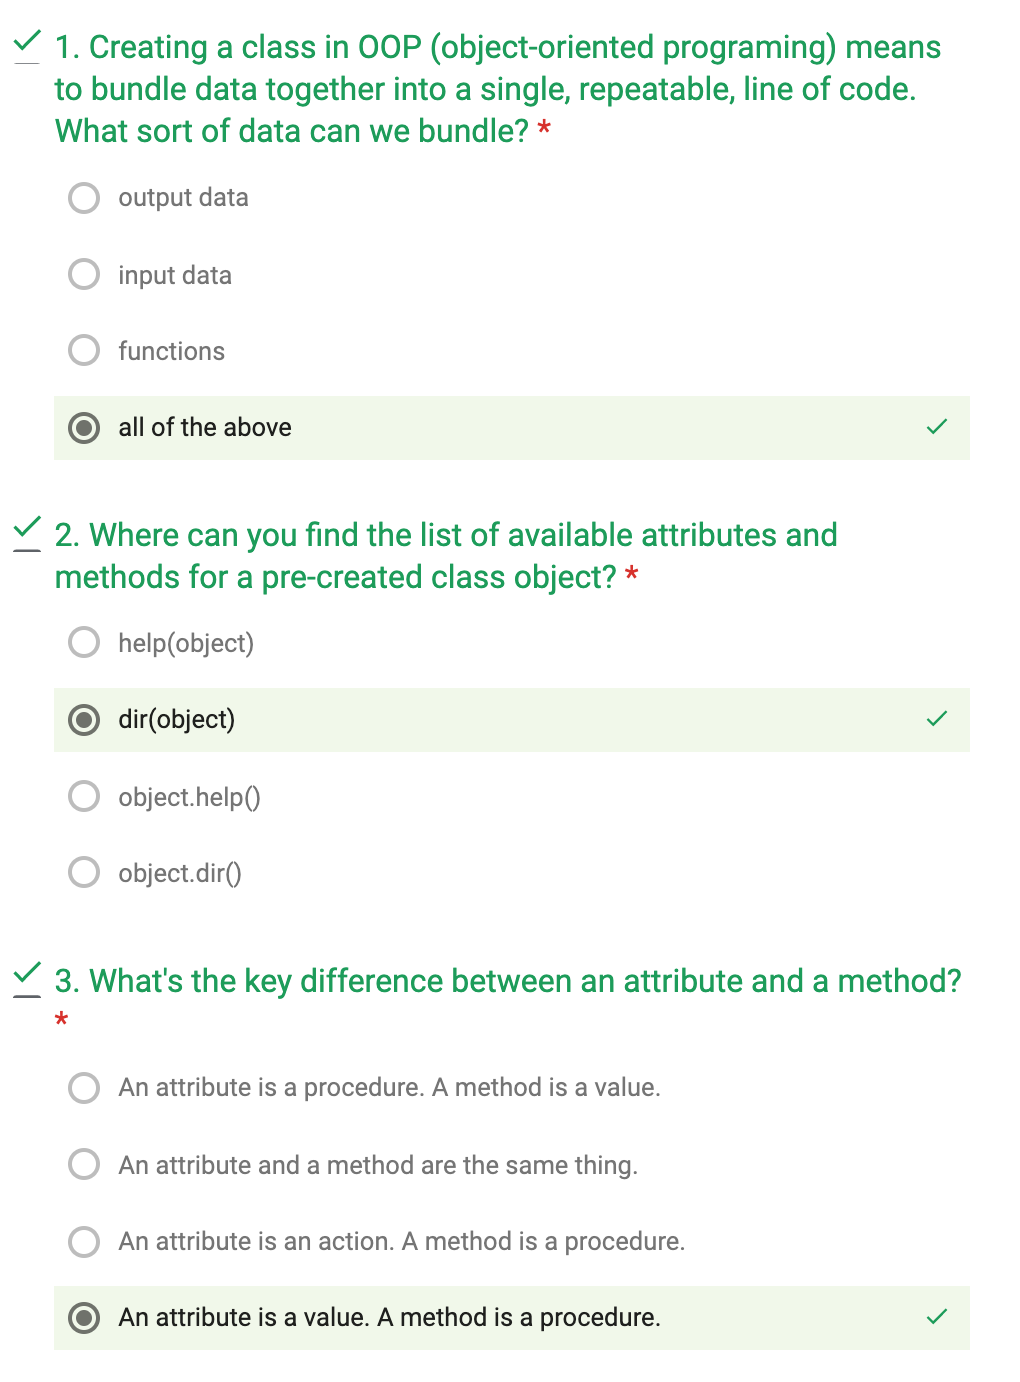 1. Creating a class in OOP (object-oriented programing) means
to bundle data together into a single, repeatable, line of code.
What sort of data can we bundle? *
output data
input data
functions
all of the above
2. Where can you find the list of available attributes and
methods for a pre-created class object? *
help(object)
dir(object)
object.help()
object.dir()
3. What's the key difference between an attribute and a method?
*
An attribute is a procedure. A method is a value.
An attribute and a method are the same thing.
An attribute is an action. A method is a procedure.
An attribute is a value. A method is a procedure.